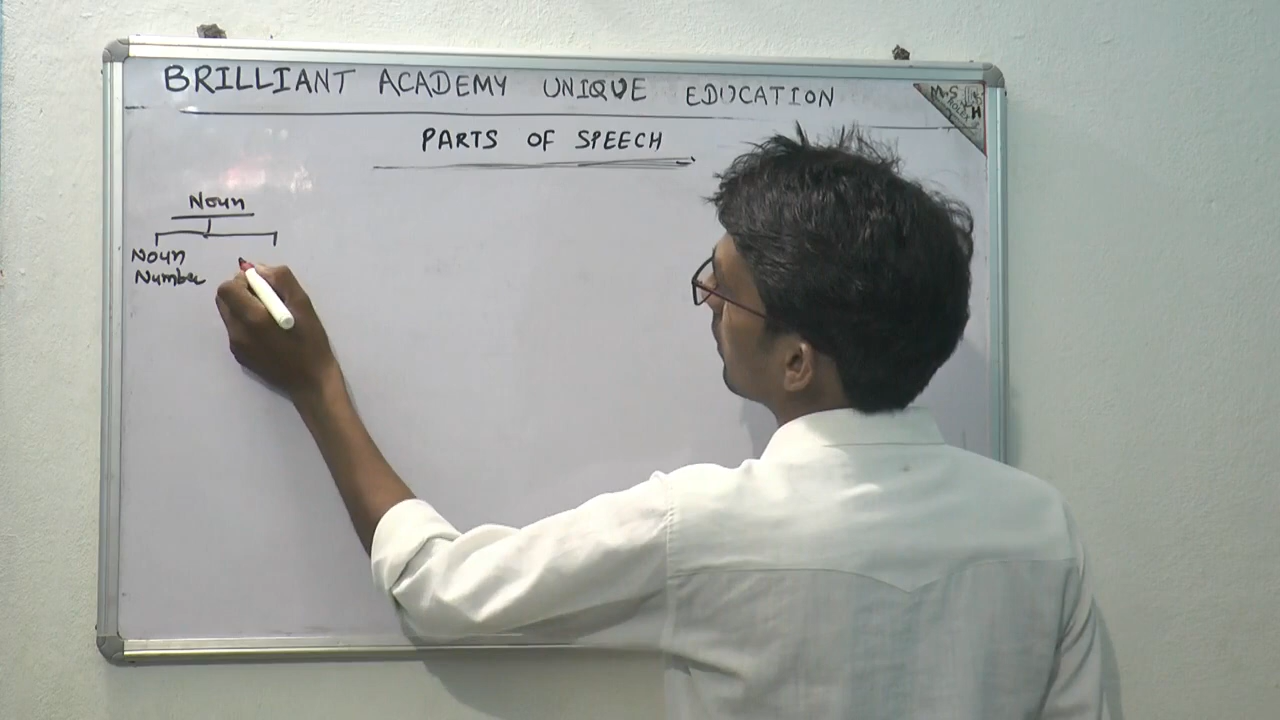 BRILLIANT ACADEMY UNIQUE EDUCATION
M.S
PARTS OF SPEECH
Noun
Noun
Number